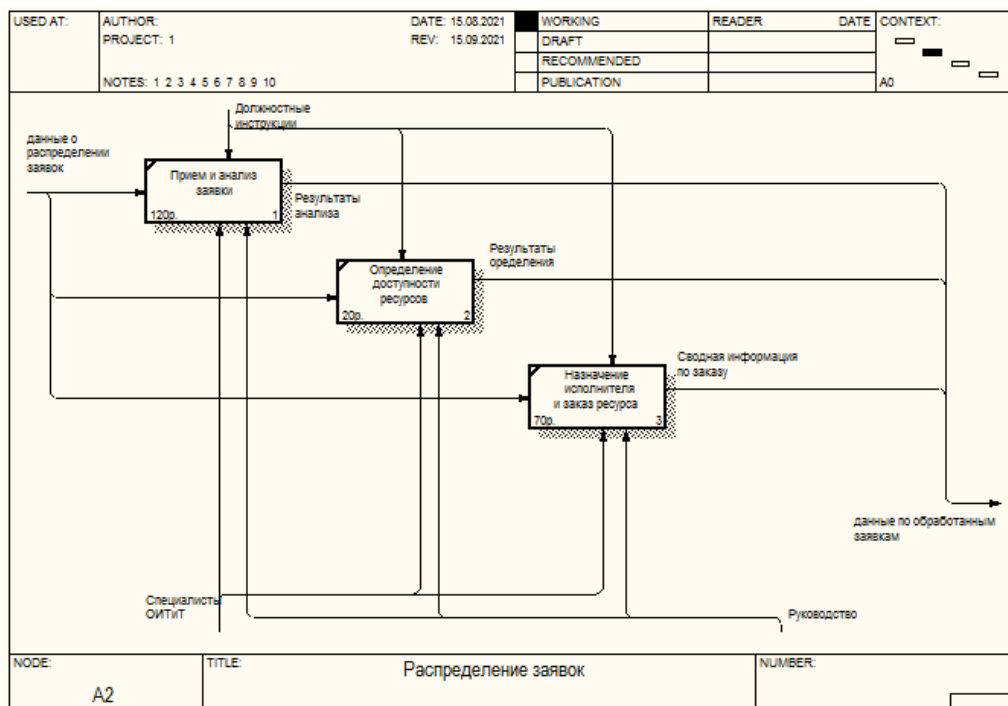 USED AT:
AUTHOR:
DATE: 15.08.2021
WORKING
READER
DATE
CONTEXT:
PROJECT: 1
REV: 15.09.2021
DRAFT
RECOMMENDED
NOTES: 1 2 3 4 5 6 7 8 9 10
PUBLICATION
A0
Должностные
инструкции
данные о
распределении
заявок
Прием и анализ
заявки
120р.
1
Результаты
анализа
Определение
доступности
ресурсов
20р.
2
Результаты
оределения
Назначение
исполнителя
и заказ ресурса
70р.
3
Сводная информация
по заказу
данные по обработанным
заявкам
Специалисты
ОИТиТ
Руководство
NODE:
A2
TITLE:
Распределение заявок
NUMBER: